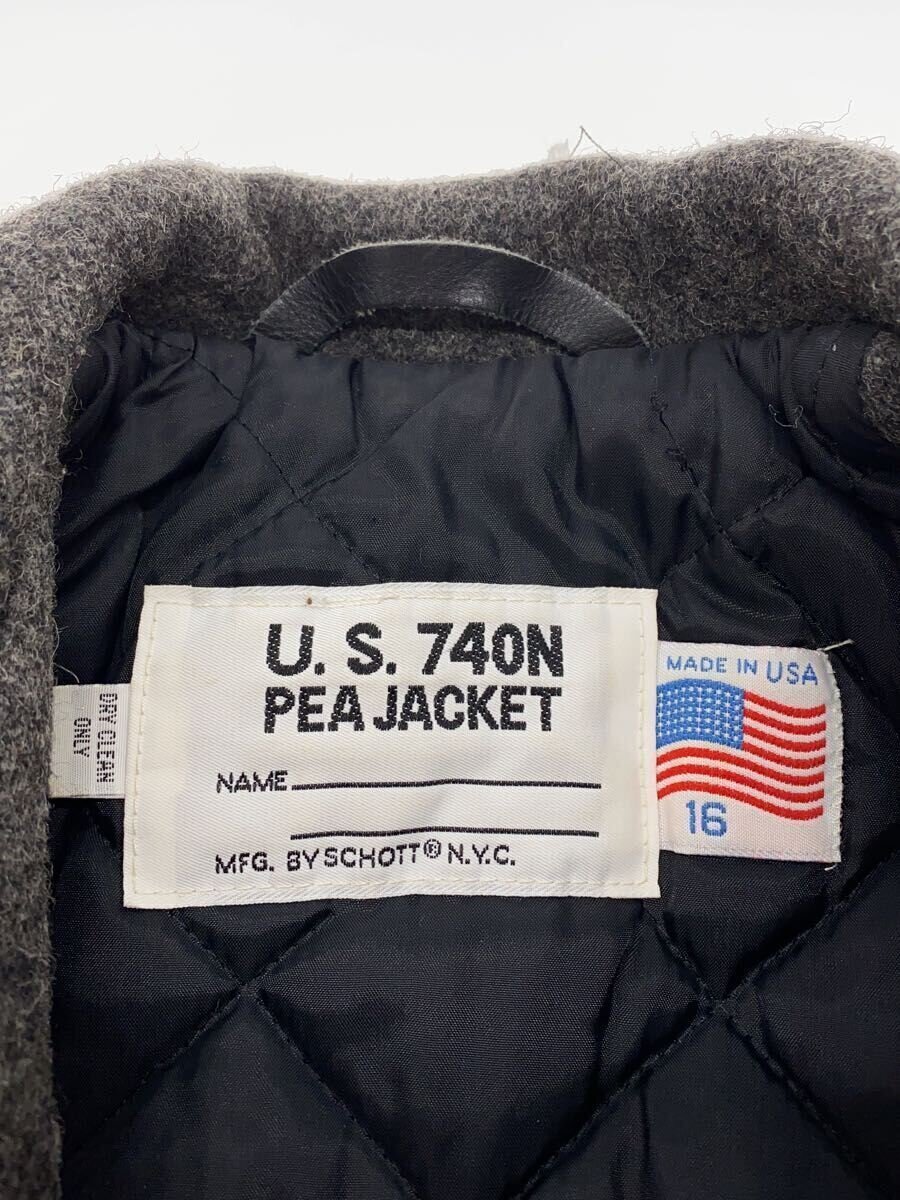 U. S. 740N
PEA JACKET
NAME
MFG. BY SCHOTT® N.Y.C.
MADE IN USA
16
DRY CLEAN
ONLY